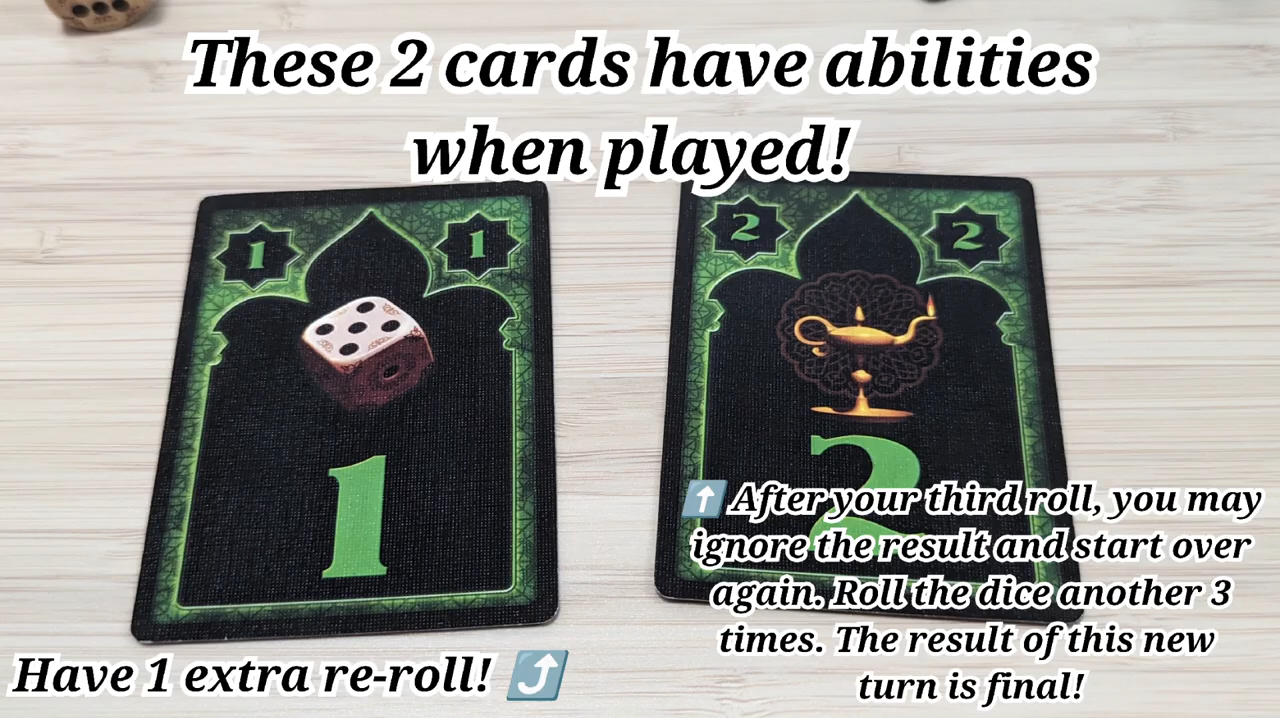 These 2 cards have abilities
when played!
1 1
2 2
1
2
⬆️ After your third roll, you may
ignore the result and start over
again. Roll the dice another 3
times. The result of this new
turn is final!
Have 1 extra re-roll! ⤴️